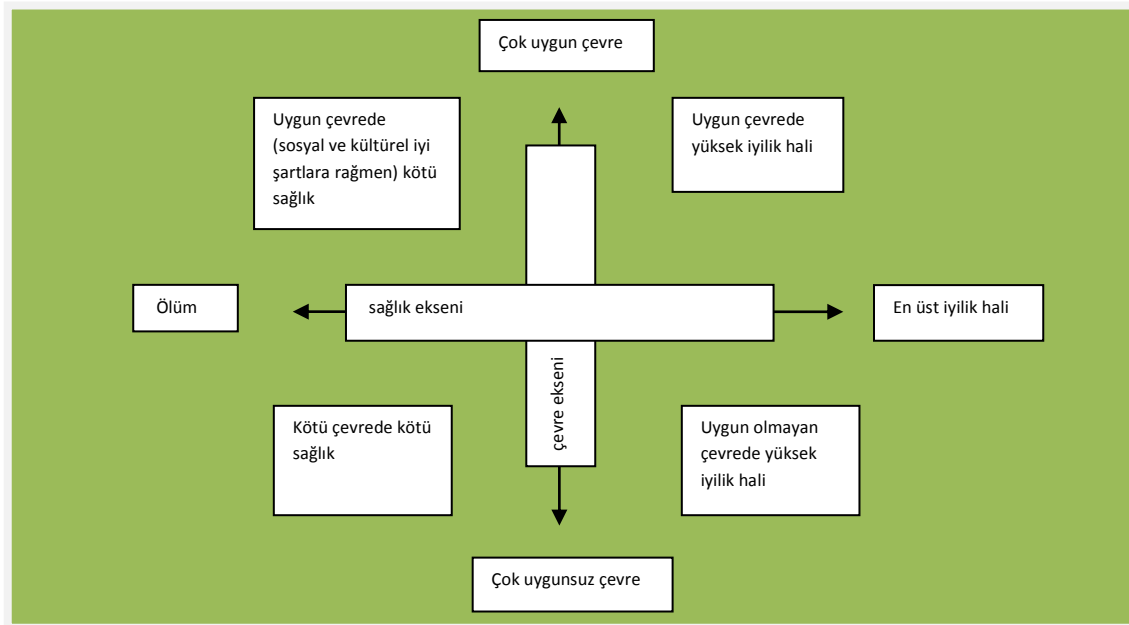 Çok uygun çevre
Uygun çevrede
(sosyal ve kültürel iyi
şartlara rağmen) kötü
sağlık
Uygun çevrede
yüksek iyilik hali
Ölüm
sağlık ekseni
En üst iyilik hali
çevre ekseni
Kötü çevrede kötü
sağlık
Uygun olmayan
çevrede yüksek
iyilik hali
Çok uygunsuz çevre